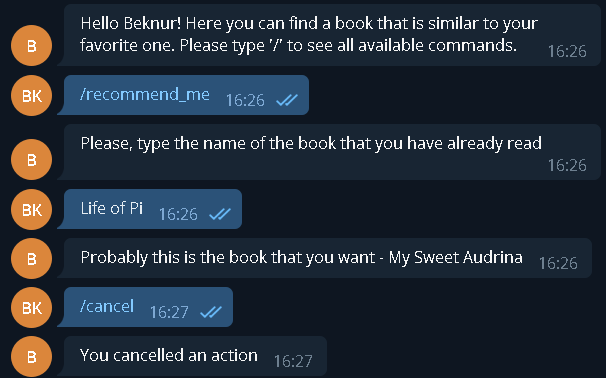 Hello Beknur! Here you can find a book that is similar to your
favorite one. Please type '/' to see all available commands.
16:26
B
/recommend_me 16:26
BK
Please, type the name of the book that you have already read
16:26
B
Life of Pi 16:26
BK
Probably this is the book that you want - My Sweet Audrina 16:26
B
/cancel 16:27
BK
You cancelled an action 16:27
B